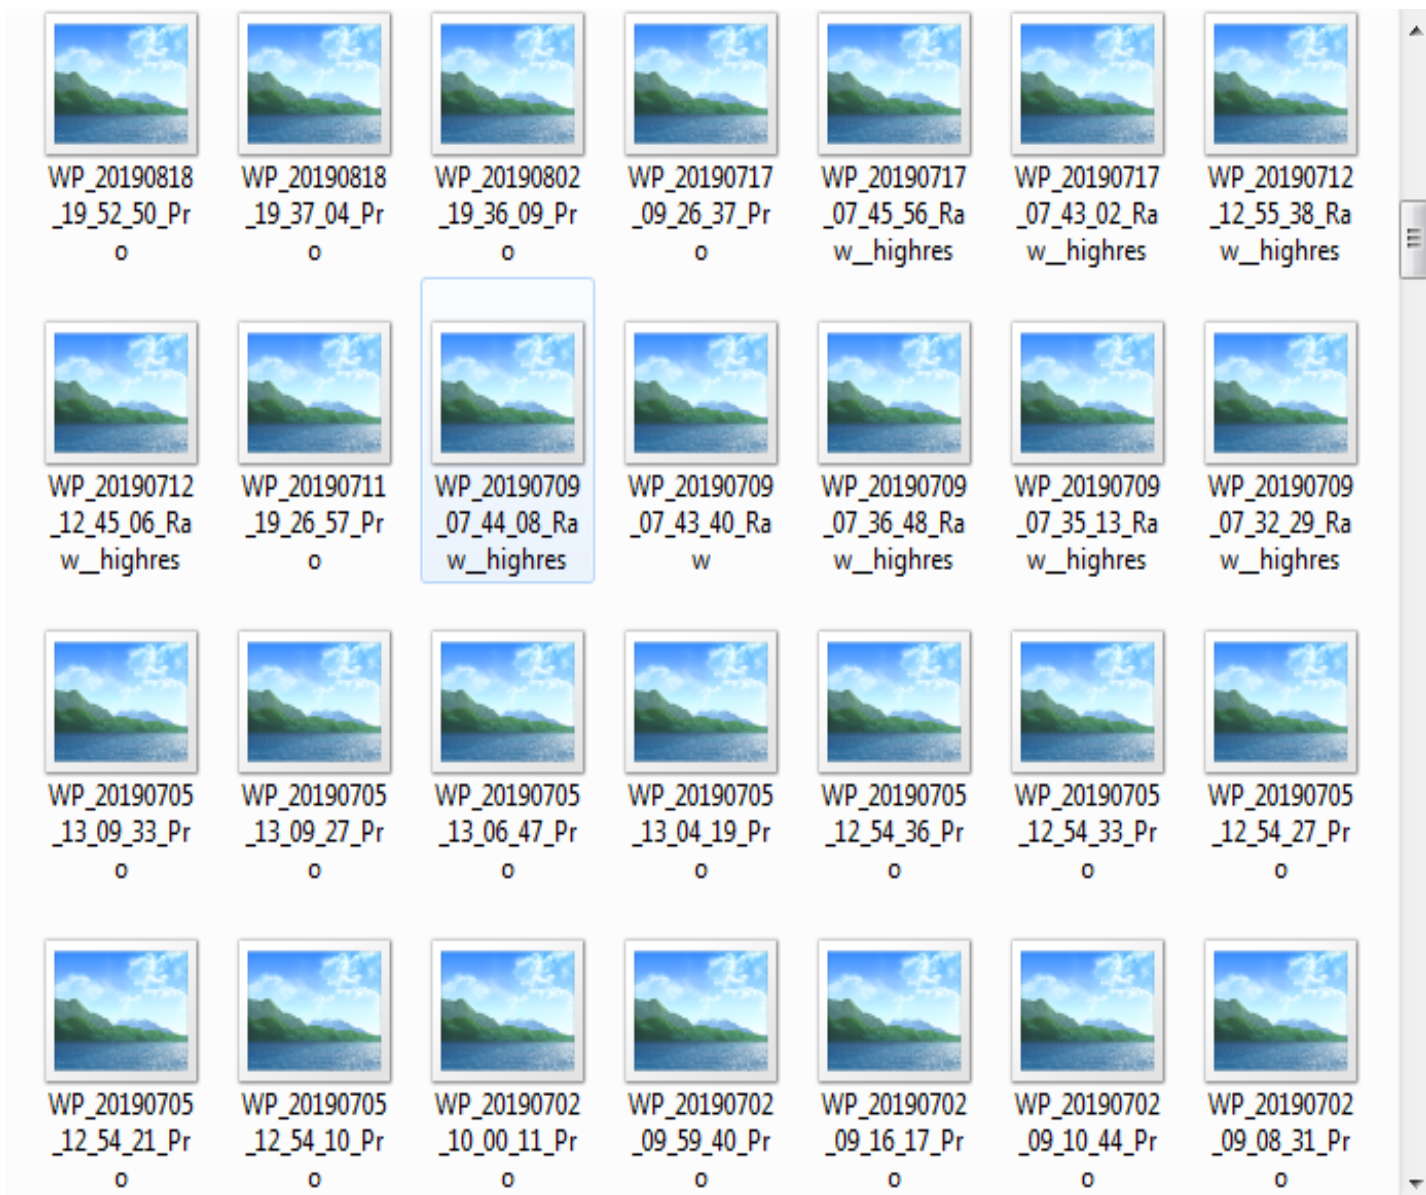 WP_20190818 WP_20190818 WP_20190802 WP_20190717 WP_20190717 WP_20190717 WP_20190712
_19_52_50_Pr _19_37_04_Pr _19_36_09_Pr _09_26_37_Pr _07_45_56_Ra _07_43_02_Ra _12_55_38_Ra
o o o o w__highres w__highres w__highres
WP_20190712 WP_20190711 WP_20190709 WP_20190709 WP_20190709 WP_20190709 WP_20190709
_12_45_06_Ra _19_26_57_Pr _07_44_08_Ra _07_43_40_Ra _07_36_48_Ra _07_35_13_Ra _07_32_29_Ra
w__highres o w__highres w w__highres w__highres w__highres
WP_20190705 WP_20190705 WP_20190705 WP_20190705 WP_20190705 WP_20190705 WP_20190705
_13_09_33_Pr _13_09_27_Pr _13_06_47_Pr _13_04_19_Pr _12_54_36_Pr _12_54_33_Pr _12_54_27_Pr
o o o o o o o
WP_20190705 WP_20190705 WP_20190702 WP_20190702 WP_20190702 WP_20190702 WP_20190702
_12_54_21_Pr _12_54_10_Pr _10_00_11_Pr _09_59_40_Pr _09_16_17_Pr _09_10_44_Pr _09_08_31_Pr
o o o o o o o